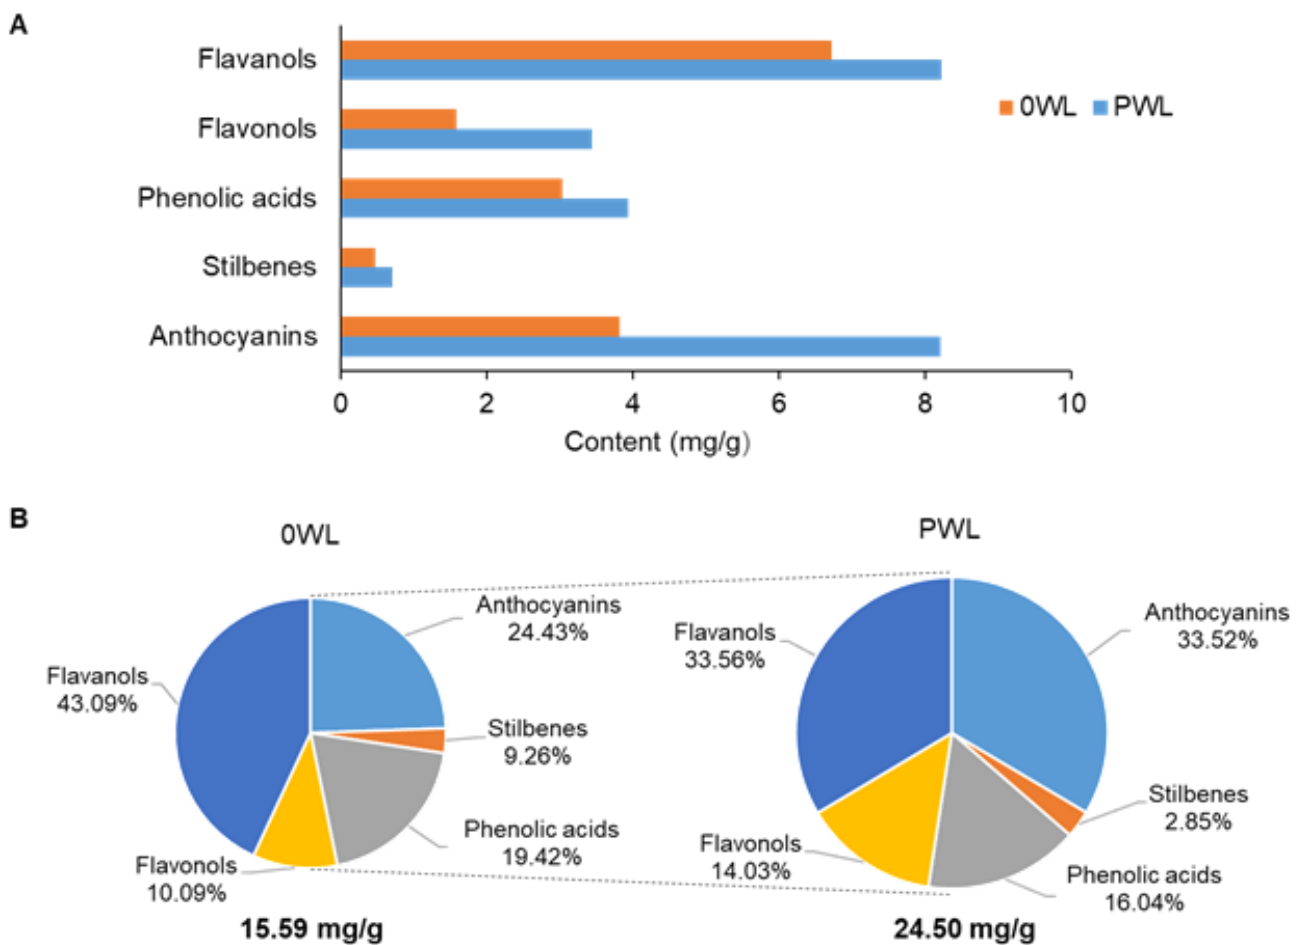 A
Flavanols
Flavonols
Phenolic acids
Stilbenes
Anthocyanins
0WL PWL
0 2 4 6 8 10
Content (mg/g)
B
0WL
PWL
Anthocyanins
24.43%
Stilbenes
9.26%
Phenolic acids
19.42%
Flavonols
10.09%
Flavanols
43.09%
15.59 mg/g
Anthocyanins
33.52%
Stilbenes
2.85%
Phenolic acids
16.04%
Flavonols
14.03%
Flavanols
33.56%
24.50 mg/g